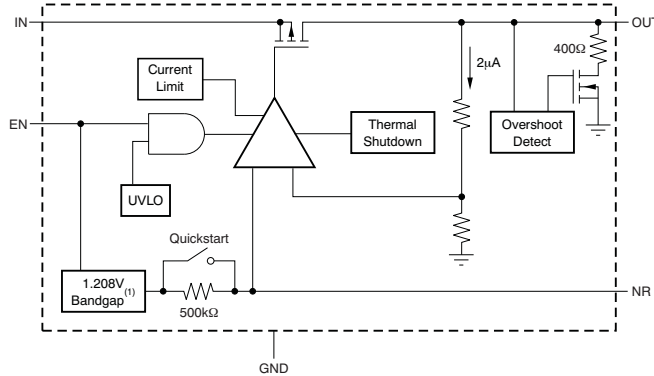 IN
OUT
400Ω
2µA
Current
Limit
EN
Thermal
Shutdown
Overshoot
Detect
UVLO
Quickstart
1.208V
Bandgap(1)
500kΩ
NR
GND